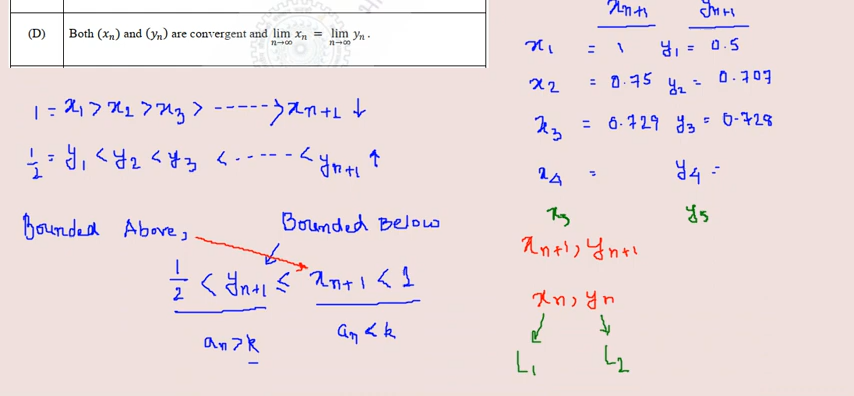 (D) Both (xn) and (yn) are convergent and lim n→∞ xn = lim n→∞ yn.
1 = x1 > x2 > x3 > ------> xn+1 ↓
1/2 = y1 < y2 < y3 < ----- < yn+1 ↑
Bounded Above, Bounded Below
1/2 < yn+1 ≤ xn+1 < 1
an > k an < k
xn+1 yn+1
x1 = 1 y1 = 0.5
x2 = 0.75 y2 = 0.707
x3 = 0.729 y3 = 0.728
x4 = y4 =
x5 y5
xn+1, yn+1
xn, yn
L1 L2